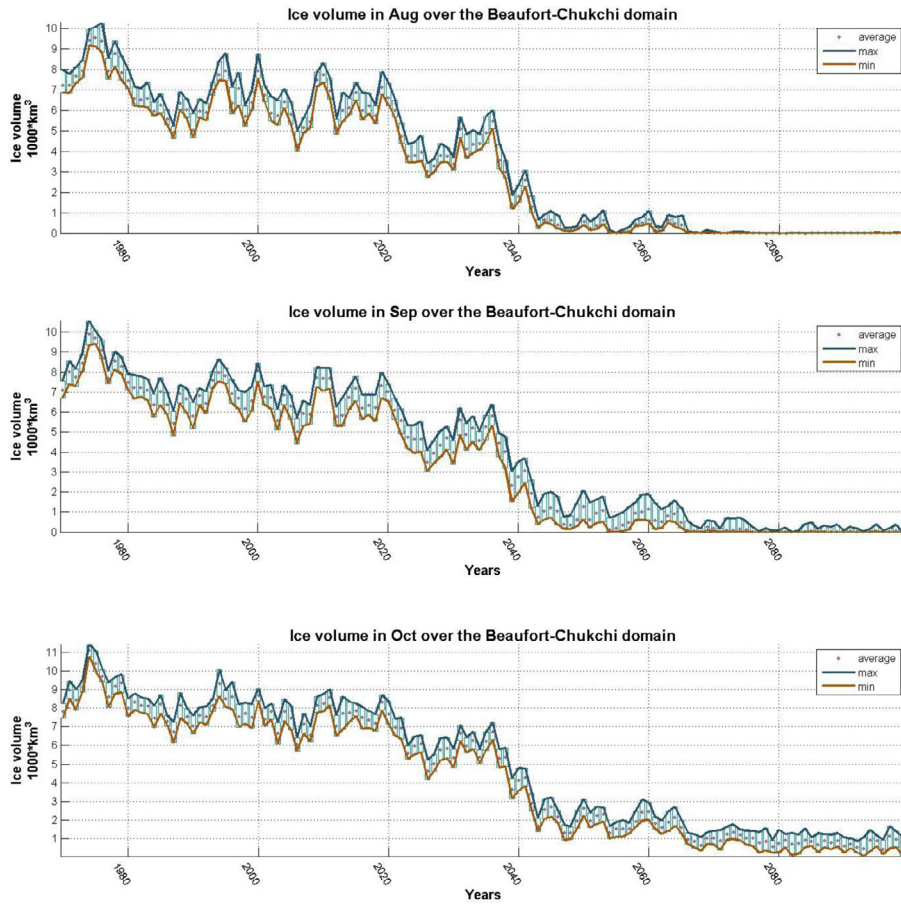 Ice volume in Aug over the Beaufort-Chukchi domain
10
9
8
7
6
5
4
3
2
1
0
Ice volume
1000*km³
average
max
min
1980
2000
2020
2040
2060
2080
Years
Ice volume in Sep over the Beaufort-Chukchi domain
10
9
8
7
6
5
4
3
2
1
0
Ice volume
1000*km³
average
max
min
1980
2000
2020
2040
2060
2080
Years
Ice volume in Oct over the Beaufort-Chukchi domain
11
10
9
8
7
6
5
4
3
2
1
Ice volume
1000*km³
average
max
min
1980
2000
2020
2040
2060
2080
Years